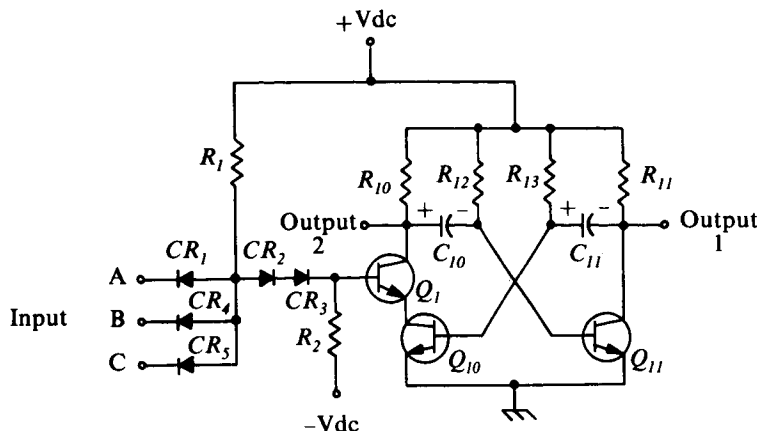 +Vdc
R1
R10
R12
R13
R11
Output
2
+
−
C10
+
−
C11
Output
1
A
CR1
CR2
CR3
Q1
Input
B
CR4
C
CR5
R2
Q10
Q11
−Vdc